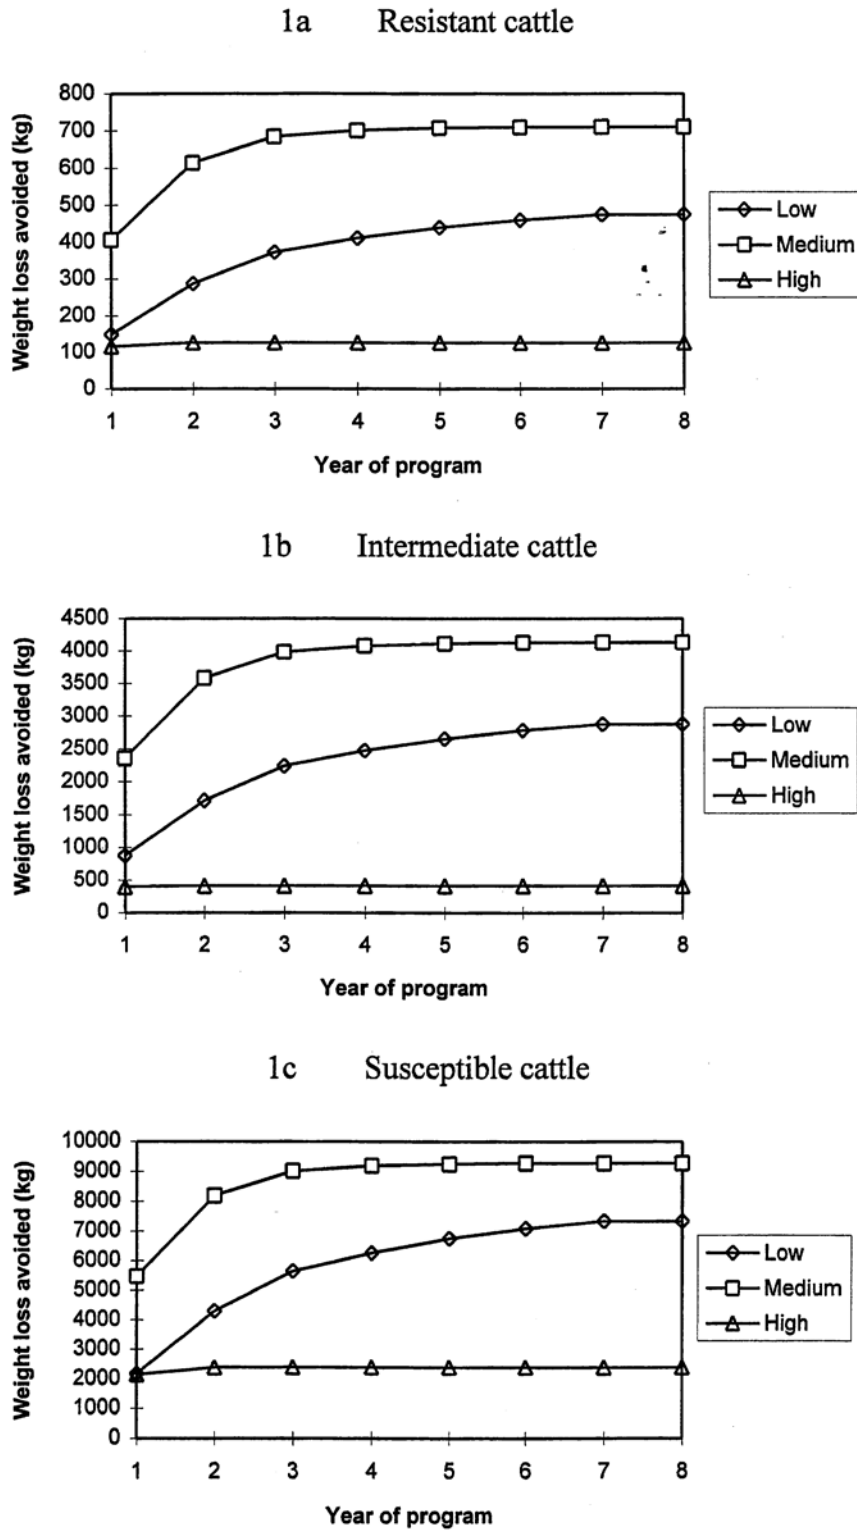 1a Resistant cattle
Weight loss avoided (kg)
800
700
600
500
400
300
200
100
0
1 2 3 4 5 6 7 8
Year of program
Low
Medium
High
1b Intermediate cattle
Weight loss avoided (kg)
4500
4000
3500
3000
2500
2000
1500
1000
500
0
1 2 3 4 5 6 7 8
Year of program
Low
Medium
High
1c Susceptible cattle
Weight loss avoided (kg)
10000
9000
8000
7000
6000
5000
4000
3000
2000
1000
0
1 2 3 4 5 6 7 8
Year of program
Low
Medium
High